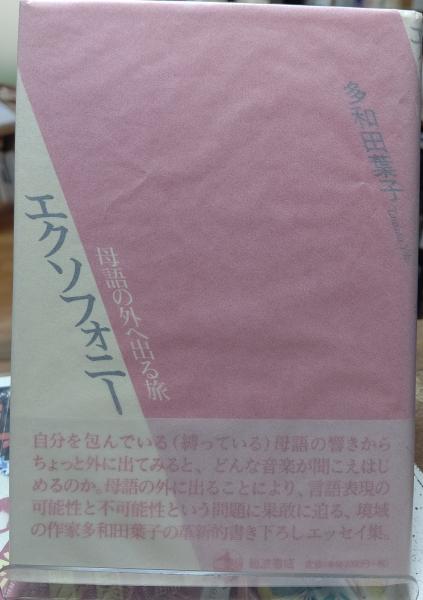 多和田葉子
エクソフォニー
母語の外へ出る旅
自分を包んでいる(縛っている)母語の響きから
ちょっと外に出てみると、どんな音楽が聞こえはじ
めるのか。母語の外に出ることにより、言語表現の
可能性と不可能性という問題に果敢に迫る、境域
の作家多和田葉子の革新的書き下ろしエッセイ集。
岩波書店